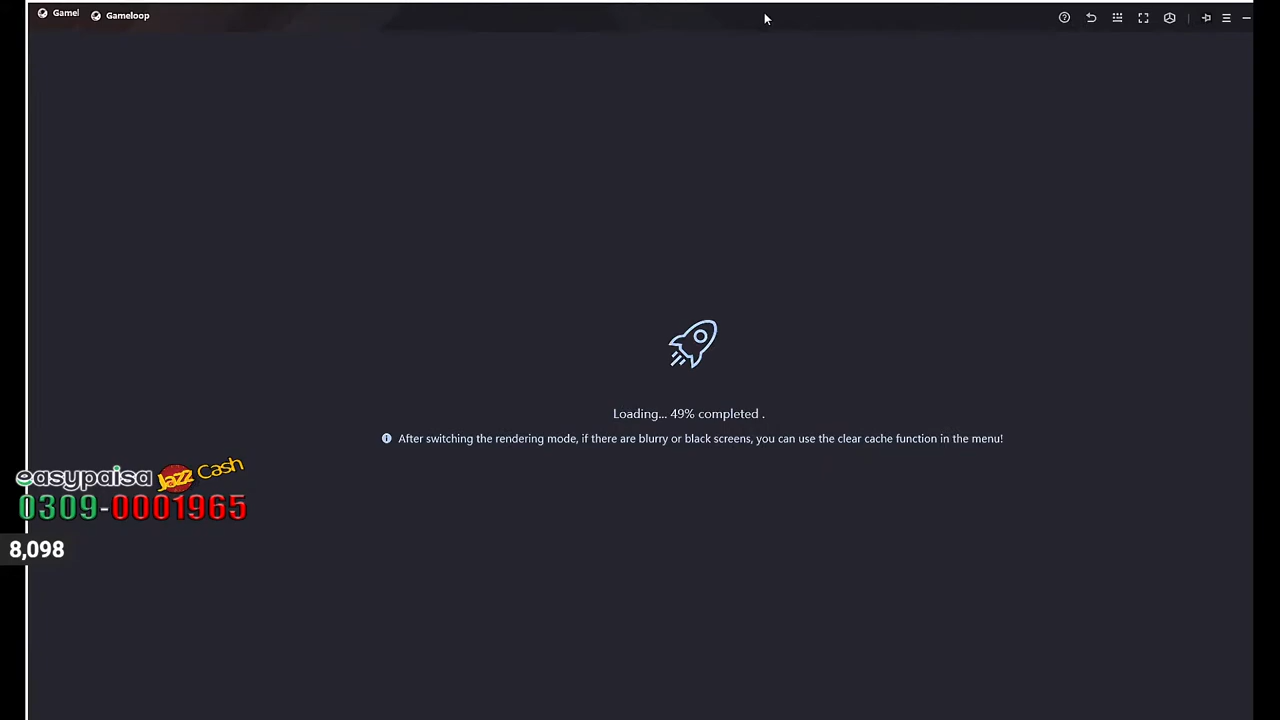 Gamel
Gameloop
Loading... 49% completed .
After switching the rendering mode, if there are blurry or black screens, you can use the clear cache function in the menu!
easypaisa Jazz Cash
0309-0001965
8,098